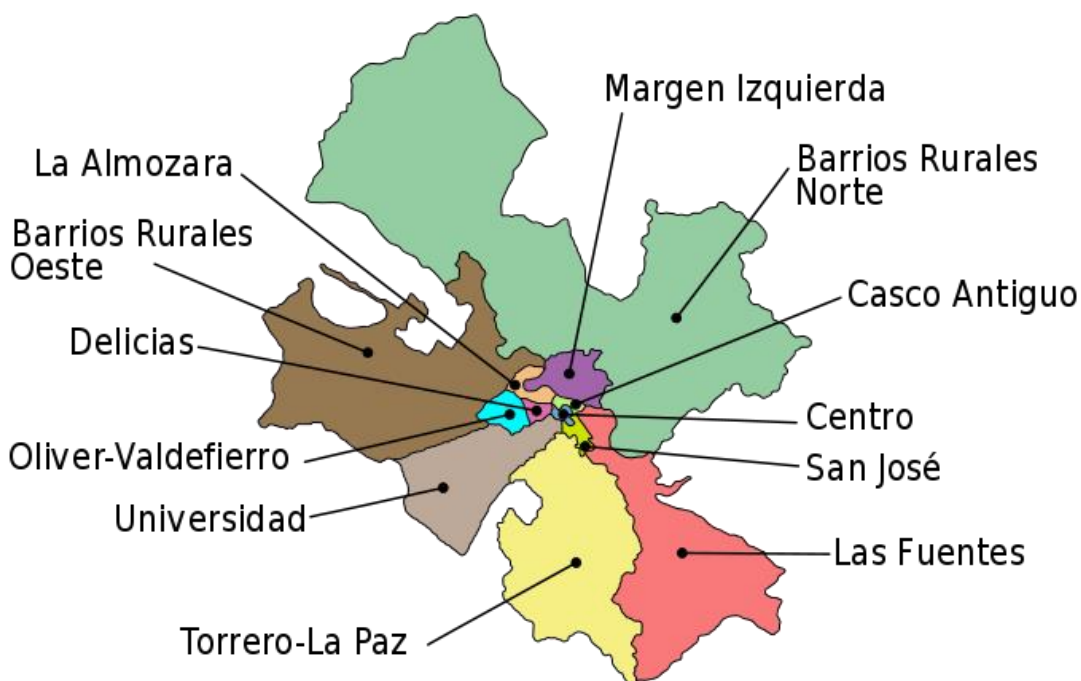 Margen Izquierda
La Almozara
Barrios Rurales
Norte
Barrios Rurales
Oeste
Casco Antiguo
Delicias
Centro
Oliver-Valdefierro
San José
Universidad
Las Fuentes
Torrero-La Paz